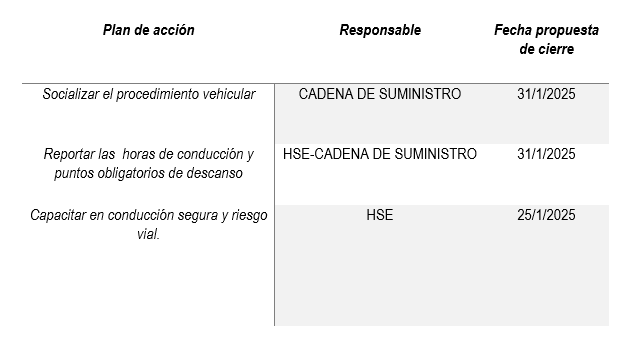 Plan de acción Responsable Fecha propuesta
de cierre
Socializar el procedimiento vehicular CADENA DE SUMINISTRO 31/1/2025
Reportar las  horas de conducción y HSE-CADENA DE SUMINISTRO 31/1/2025
puntos obligatorios de descanso
Capacitar en conducción segura y riesgo HSE 25/1/2025
vial.